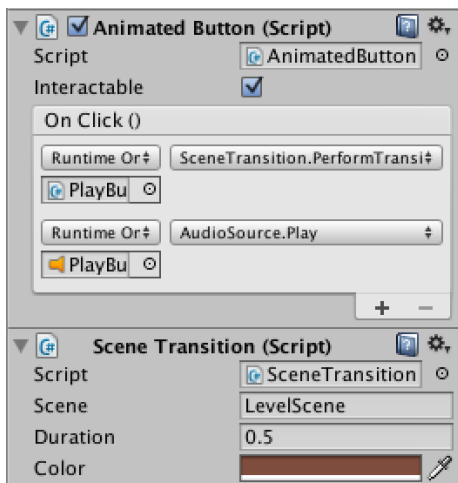 Animated Button (Script)
Script AnimatedButton
Interactable
On Click ()
Runtime Or SceneTransition.PerformTransi
PlayBu
Runtime Or AudioSource.Play
PlayBu
+ −
Scene Transition (Script)
Script SceneTransition
Scene LevelScene
Duration 0.5
Color